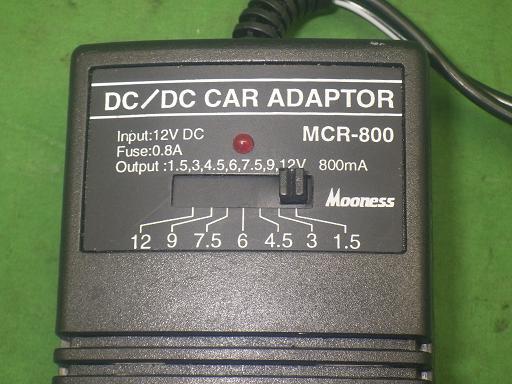 DC/DC CAR ADAPTOR
Input:12V DC
MCR-800
Fuse:0.8A
Output :1.5,3,4.5,6,7.5,9,12V 800mA
Mooness
12 9 7.5 6 4.5 3 1.5